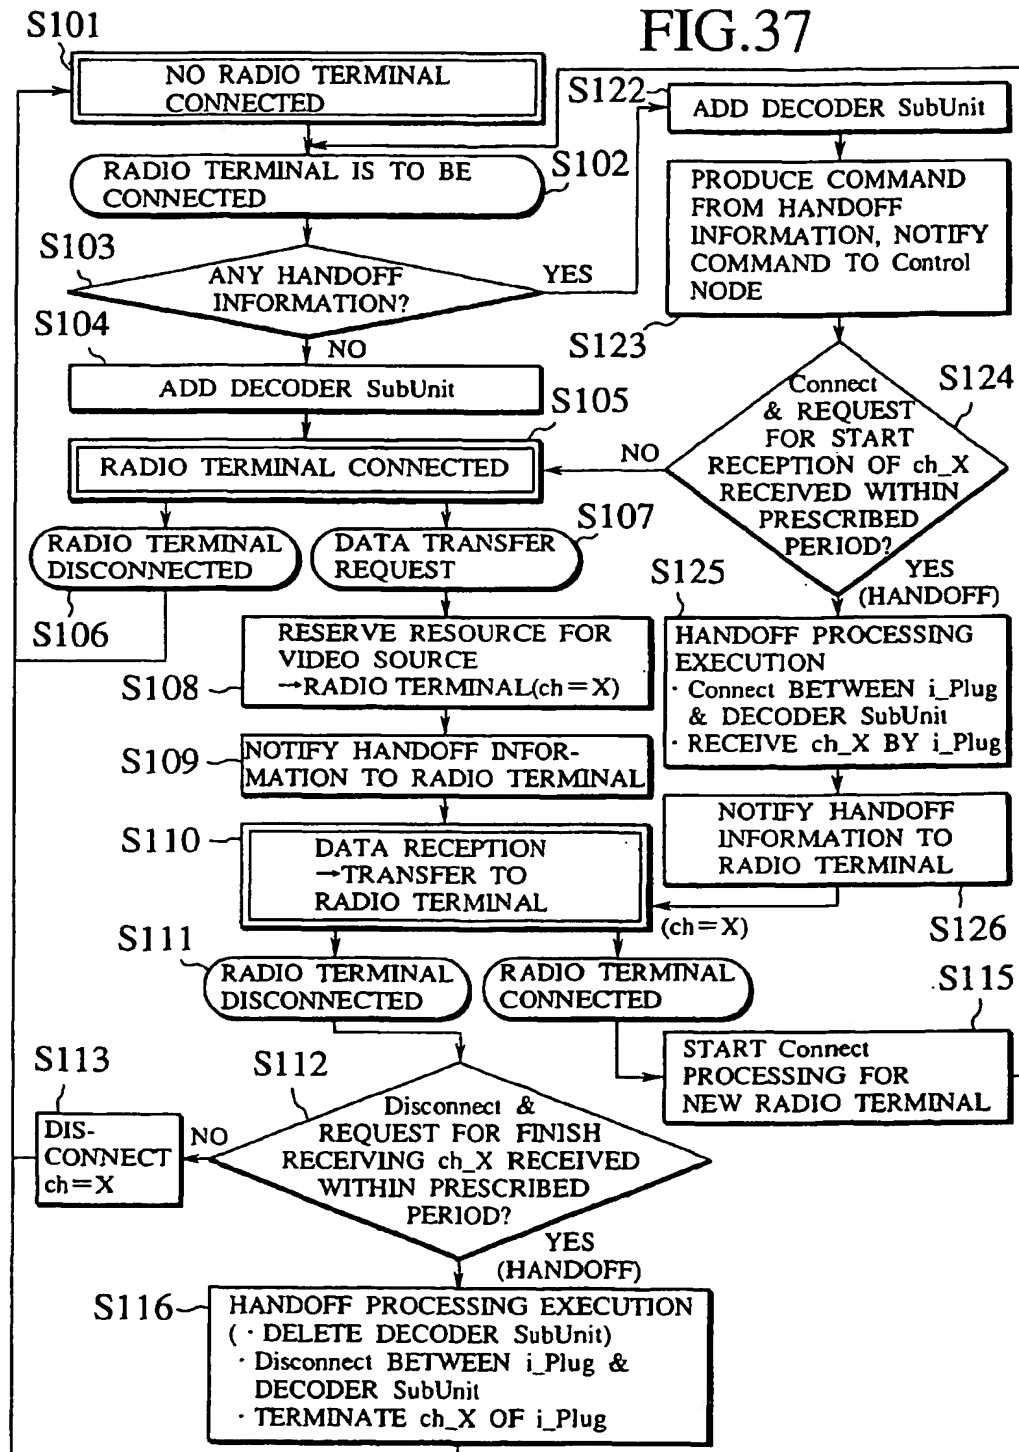 FIG.37
S101
NO RADIO TERMINAL
CONNECTED
S102
RADIO TERMINAL IS TO BE
CONNECTED
S103
ANY HANDOFF
INFORMATION?
YES
NO
S104
ADD DECODER SubUnit
S105
RADIO TERMINAL CONNECTED
RADIO TERMINAL
DISCONNECTED
S106
S107
DATA TRANSFER
REQUEST
S108
RESERVE RESOURCE FOR
VIDEO SOURCE
→RADIO TERMINAL(ch=X)
S109
NOTIFY HANDOFF INFOR-
MATION TO RADIO TERMINAL
S110
DATA RECEPTION
→TRANSFER TO
RADIO TERMINAL
S111
RADIO TERMINAL
DISCONNECTED
RADIO TERMINAL
CONNECTED
S115
START Connect
PROCESSING FOR
NEW RADIO TERMINAL
S112
Disconnect &
REQUEST FOR FINISH
RECEIVING ch_X RECEIVED
WITHIN PRESCRIBED
PERIOD?
NO
S113
DIS-
CONNECT
ch=X
YES
(HANDOFF)
S116
HANDOFF PROCESSING EXECUTION
( · DELETE DECODER SubUnit)
· Disconnect BETWEEN i_Plug &
DECODER SubUnit
· TERMINATE ch_X OF i_Plug
S122
ADD DECODER SubUnit
PRODUCE COMMAND
FROM HANDOFF
INFORMATION, NOTIFY
COMMAND TO Control
NODE
S123
S124
Connect
& REQUEST
FOR START
RECEPTION OF ch_X
RECEIVED WITHIN
PRESCRIBED
PERIOD?
NO
YES
(HANDOFF)
S125
HANDOFF PROCESSING
EXECUTION
· Connect BETWEEN i_Plug
& DECODER SubUnit
· RECEIVE ch_X BY i_Plug
NOTIFY HANDOFF
INFORMATION TO
RADIO TERMINAL
S126
(ch=X)